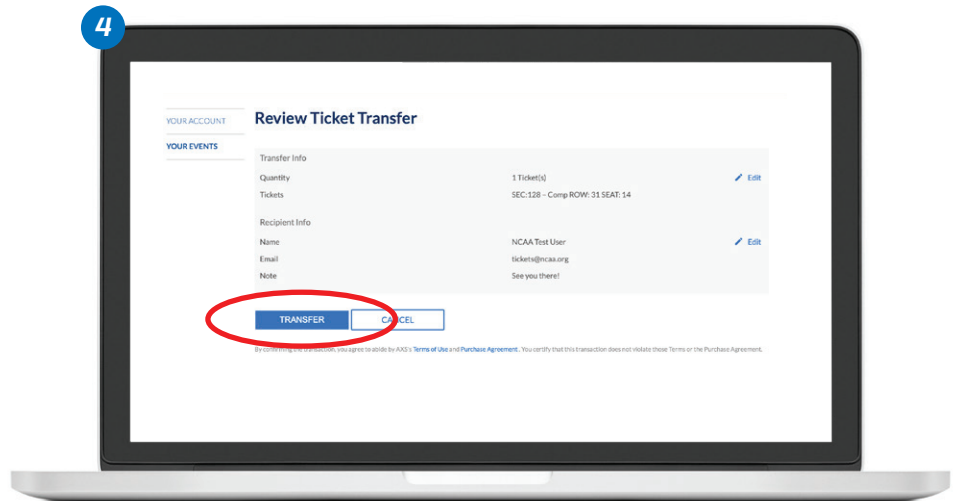 4
YOUR ACCOUNT
YOUR EVENTS
Review Ticket Transfer
Transfer Info
Quantity 1 Ticket(s) Edit
Tickets SEC:128 – Comp ROW: 31 SEAT: 14
Recipient Info
Name NCAA Test User Edit
Email tickets@ncaa.org
Note See you there!
TRANSFER CANCEL
By confirming the transaction, you agree to abide by AXS's Terms of Use and Purchase Agreement. You certify that this transaction does not violate those Terms or the Purchase Agreement.